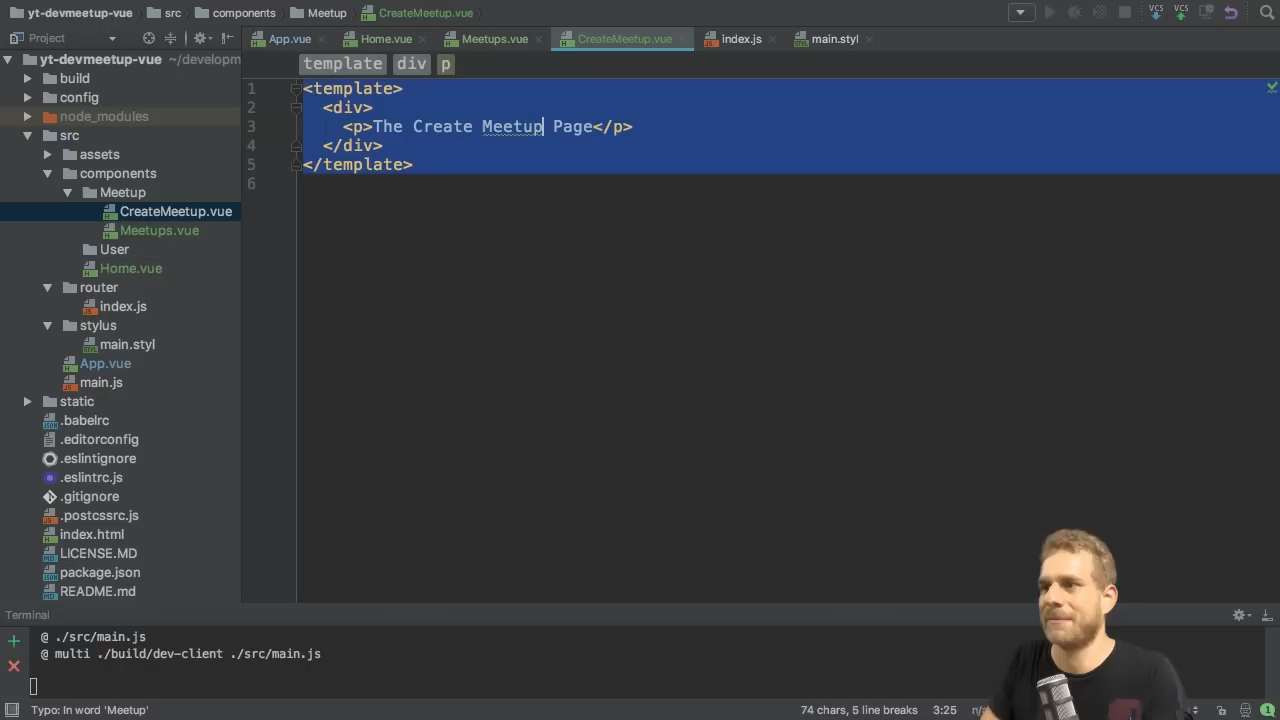 yt-devmeetup-vue src components Meetup CreateMeetup.vue
VCS VCS
Project App.vue Home.vue Meetups.vue CreateMeetup.vue index.js main.styl
yt-devmeetup-vue ~/developm
template div p
build
config
node_modules
src
assets
components
Meetup
CreateMeetup.vue
Meetups.vue
User
Home.vue
router
index.js
stylus
main.styl
App.vue
main.js
static
.babelrc
.editorconfig
.eslintignore
.eslintrc.js
.gitignore
.postcssrc.js
index.html
LICENSE.MD
package.json
README.md
1 <template>
2 <div>
3 <p>The Create Meetup Page</p>
4 </div>
5 </template>
6
Terminal
@ ./src/main.js
@ multi ./build/dev-client ./src/main.js
Typo: In word 'Meetup' 74 chars, 5 line breaks 3:25 1